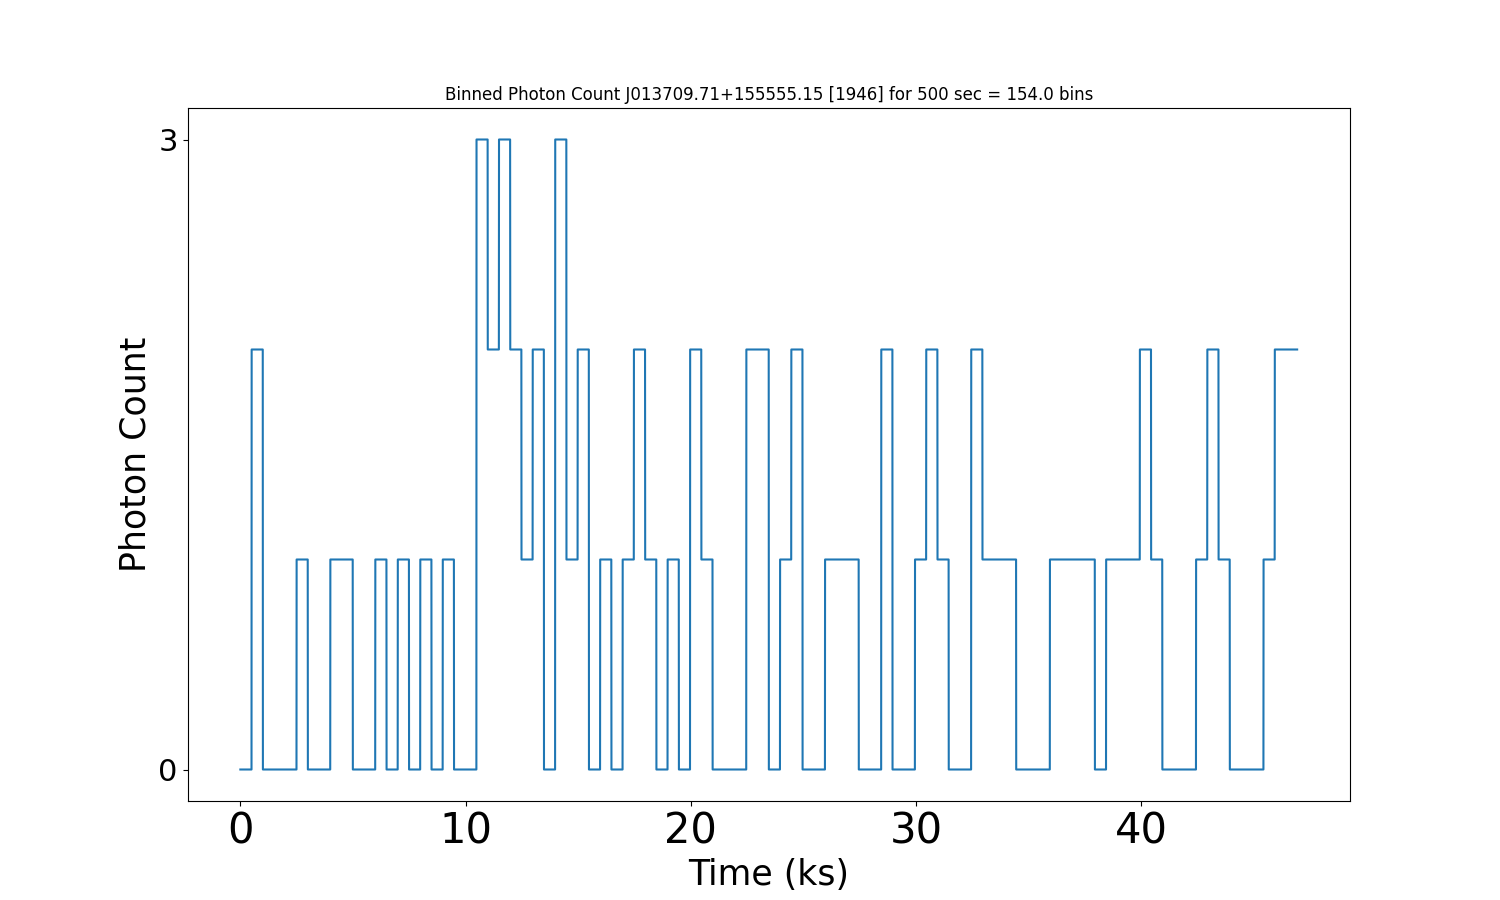 Binned Photon Count J013709.71+155555.15 [1946] for 500 sec = 154.0 bins
3
Photon Count
0
0 10 20 30 40
Time (ks)